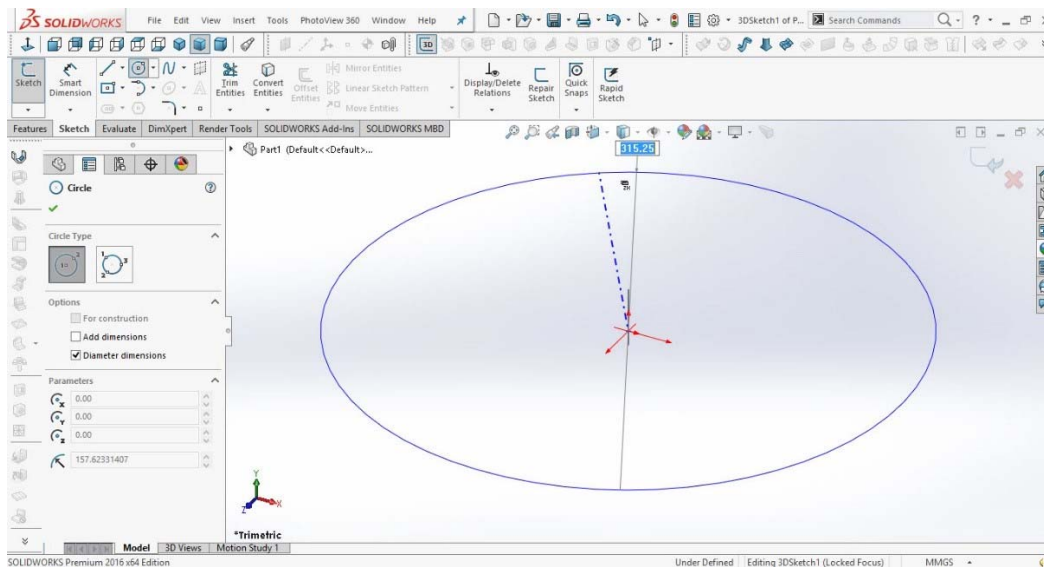 SOLIDWORKS File Edit View Insert Tools PhotoView 360 Window Help 3DSketch1 of P... Search Commands
3D
Sketch Smart Dimension Trim Entities Convert Entities Offset Entities Mirror Entities Linear Sketch Pattern Move Entities Display/Delete Relations Repair Sketch Quick Snaps Rapid Sketch
Features Sketch Evaluate DimXpert Render Tools SOLIDWORKS Add-Ins SOLIDWORKS MBD
Part1 (Default<<Default>...
315.25
ZX
Circle
Circle Type
Options
For construction
Add dimensions
Diameter dimensions
Parameters
0.00
0.00
0.00
157.62331407
Y
Z X
*Trimetric
Model 3D Views Motion Study 1
SOLIDWORKS Premium 2016 x64 Edition Under Defined Editing 3DSketch1 (Locked Focus) MMGS